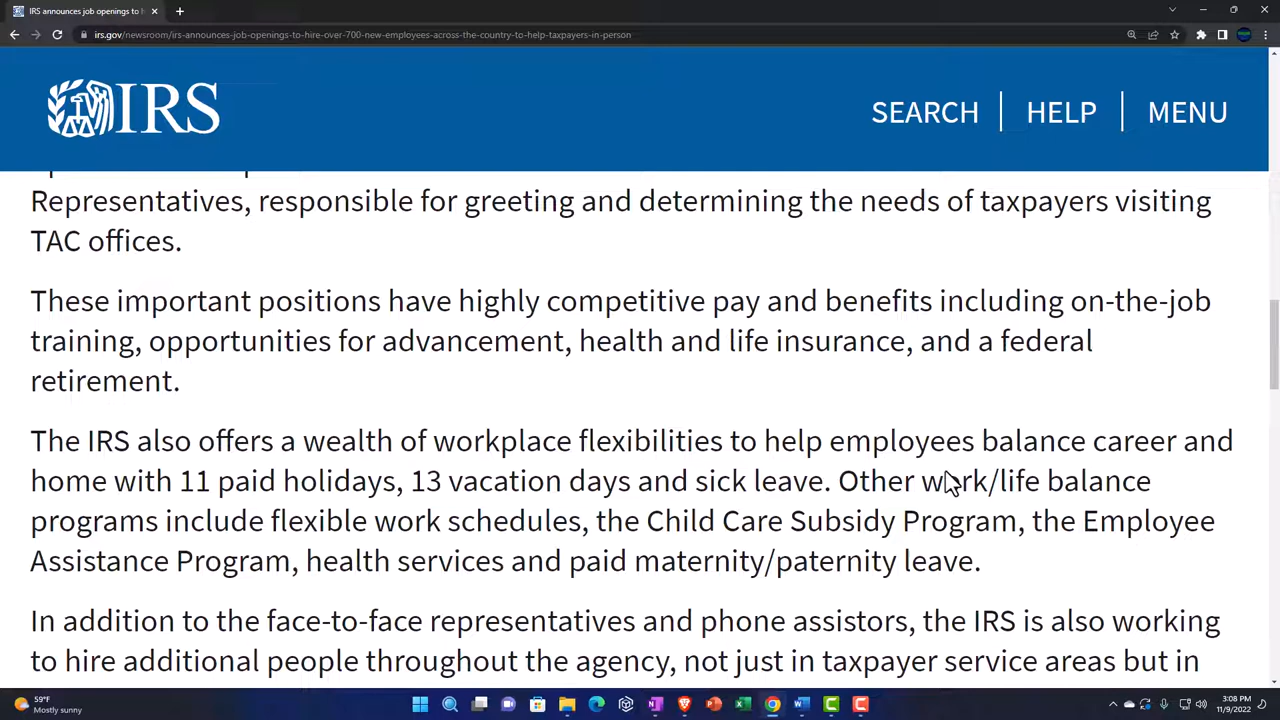 IRS announces job openings to h
irs.gov/newsroom/irs-announces-job-openings-to-hire-over-700-new-employees-across-the-country-to-help-taxpayers-in-person
IRS
SEARCH | HELP | MENU
Representatives, responsible for greeting and determining the needs of taxpayers visiting
TAC offices.
These important positions have highly competitive pay and benefits including on-the-job
training, opportunities for advancement, health and life insurance, and a federal
retirement.
The IRS also offers a wealth of workplace flexibilities to help employees balance career and
home with 11 paid holidays, 13 vacation days and sick leave. Other work/life balance
programs include flexible work schedules, the Child Care Subsidy Program, the Employee
Assistance Program, health services and paid maternity/paternity leave.
In addition to the face-to-face representatives and phone assistors, the IRS is also working
to hire additional people throughout the agency, not just in taxpayer service areas but in
59°F
Mostly sunny
3:08 PM
11/9/2022